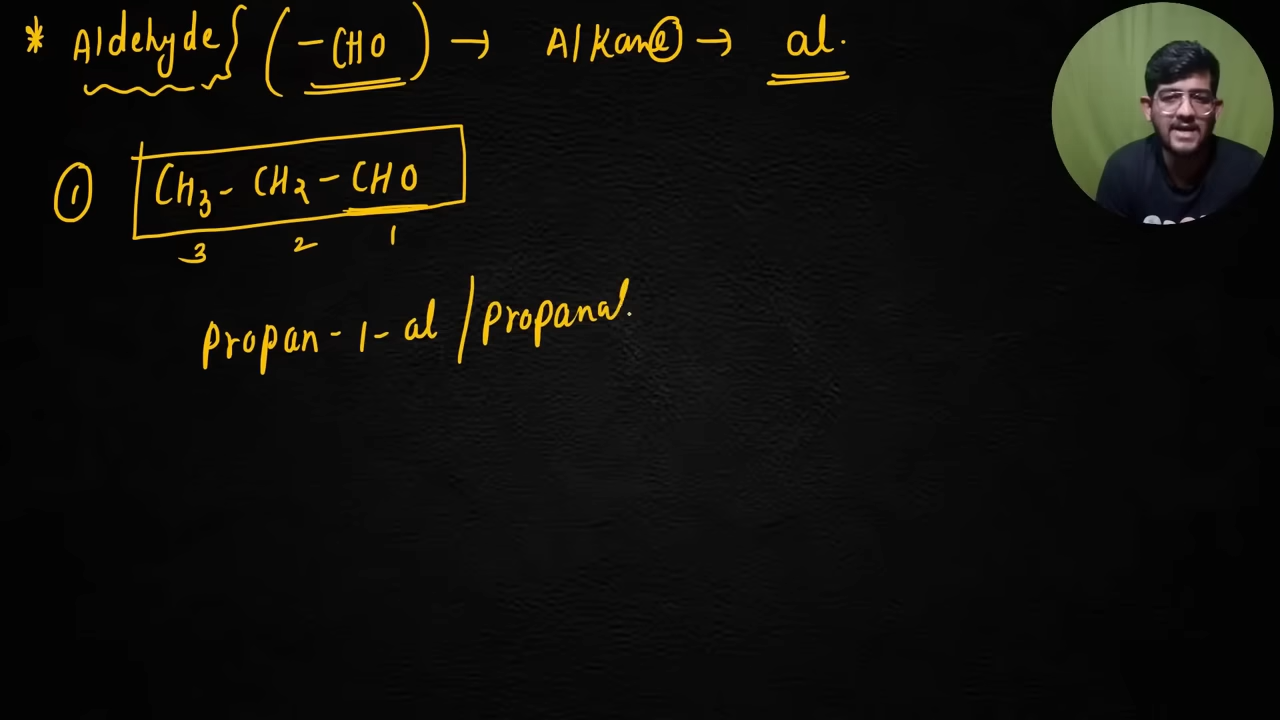 * Aldehyde} (-CHO) → Alkane → al.
① CH3 - CH2 - CHO
3 2 1
Propan-1-al / Propanal.